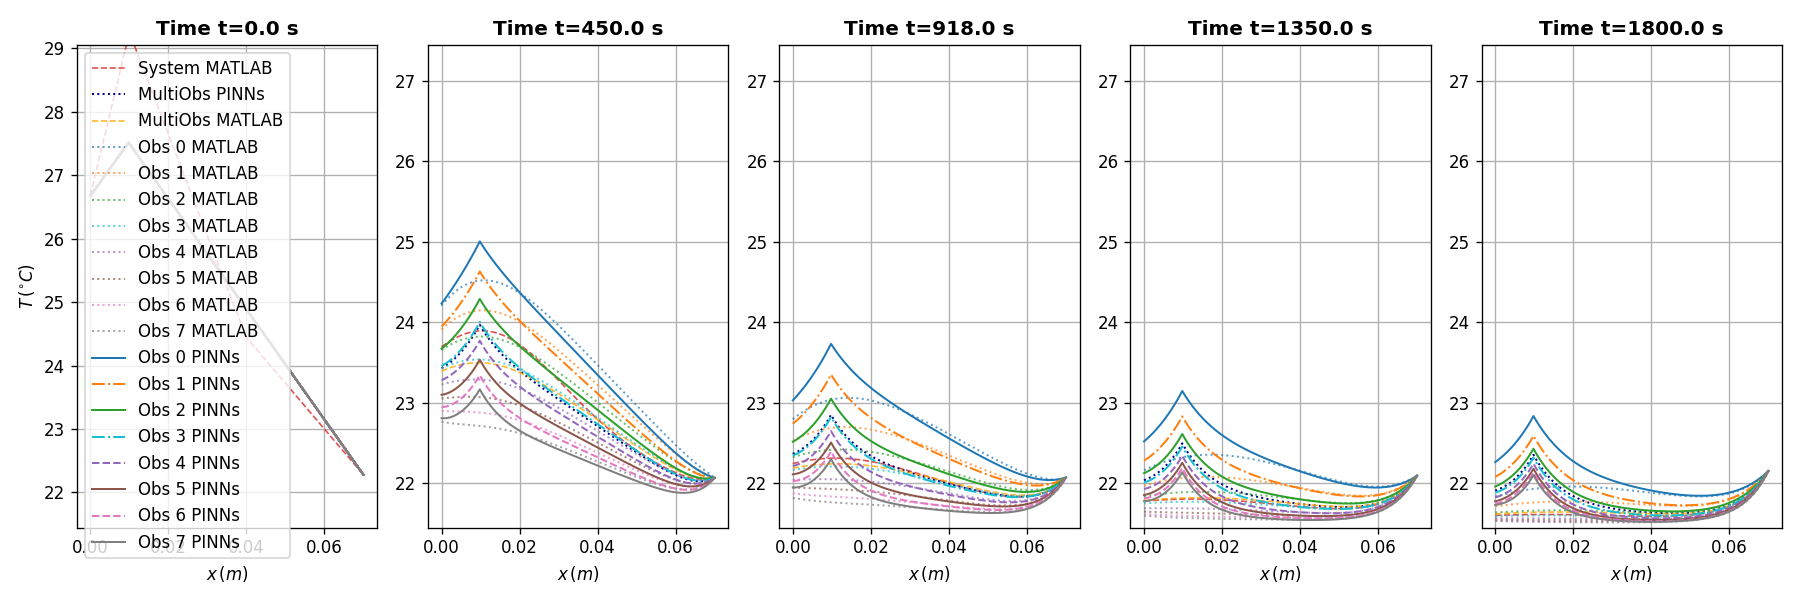 Time t=0.0 s
Time t=450.0 s
Time t=918.0 s
Time t=1350.0 s
Time t=1800.0 s
T(°C)
29
28
27
26
25
24
23
22
System MATLAB
MultiObs PINNs
MultiObs MATLAB
Obs 0 MATLAB
Obs 1 MATLAB
Obs 2 MATLAB
Obs 3 MATLAB
Obs 4 MATLAB
Obs 5 MATLAB
Obs 6 MATLAB
Obs 7 MATLAB
Obs 0 PINNs
Obs 1 PINNs
Obs 2 PINNs
Obs 3 PINNs
Obs 4 PINNs
Obs 5 PINNs
Obs 6 PINNs
Obs 7 PINNs
0.00 0.02 0.04 0.06
x (m)
27
26
25
24
23
22
0.00 0.02 0.04 0.06
x (m)
27
26
25
24
23
22
0.00 0.02 0.04 0.06
x (m)
27
26
25
24
23
22
0.00 0.02 0.04 0.06
x (m)
27
26
25
24
23
22
0.00 0.02 0.04 0.06
x (m)